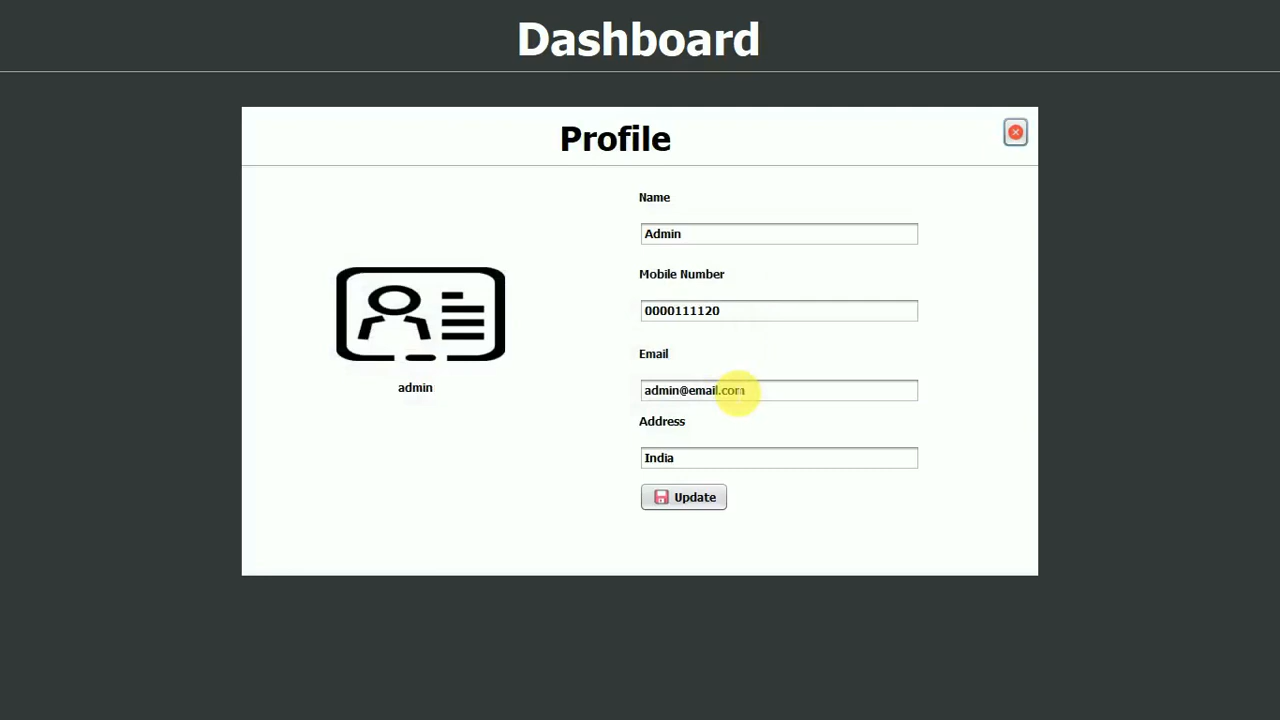 Dashboard
Profile
Name
Admin
Mobile Number
0000111120
Email
admin@email.com
Address
India
Update
admin